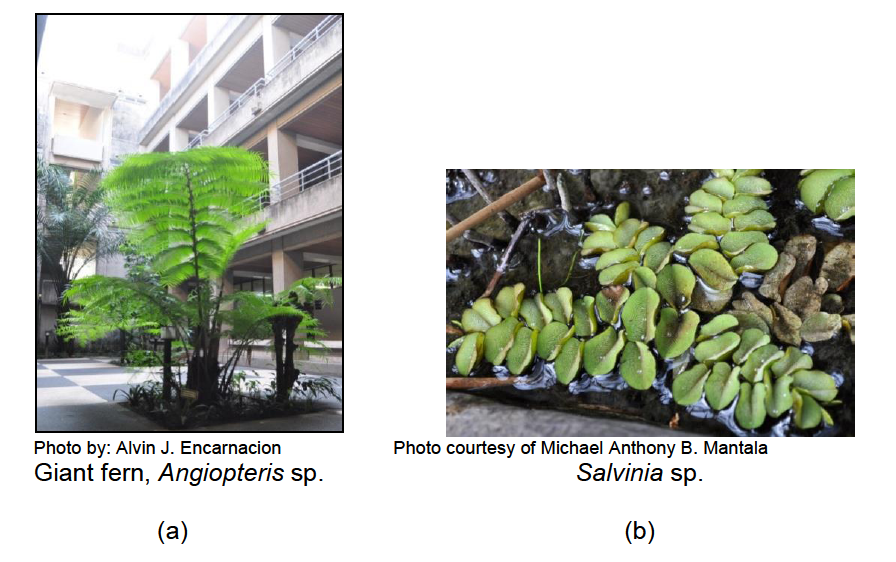 Photo by: Alvin J. Encarnacion
Giant fern, Angiopteris sp.
(a)
Photo courtesy of Michael Anthony B. Mantala
Salvinia sp.
(b)